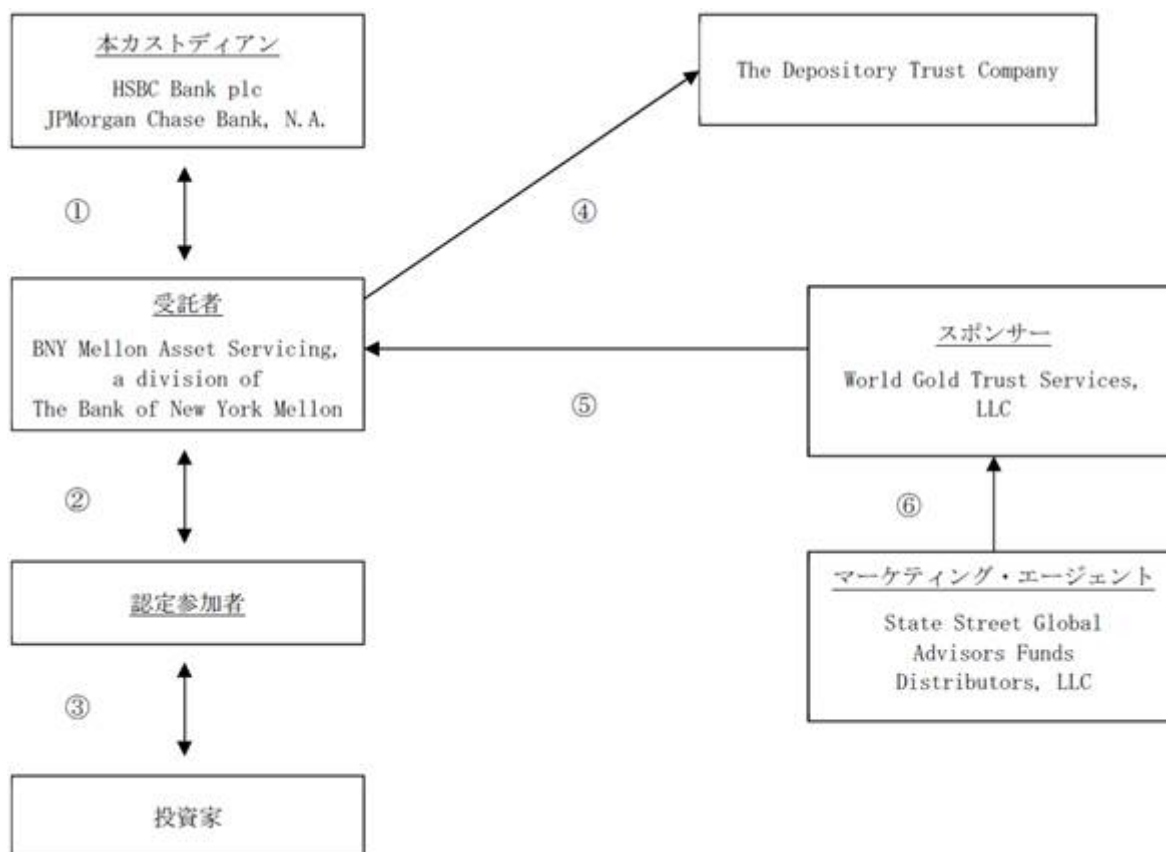 本カストディアン
HSBC Bank plc
JPMorgan Chase Bank, N.A.
The Depository Trust Company
①
④
受託者
BNY Mellon Asset Servicing,
a division of
The Bank of New York Mellon
スポンサー
World Gold Trust Services,
LLC
⑤
②
⑥
認定参加者
マーケティング・エージェント
State Street Global
Advisors Funds
Distributors, LLC
③
投資家